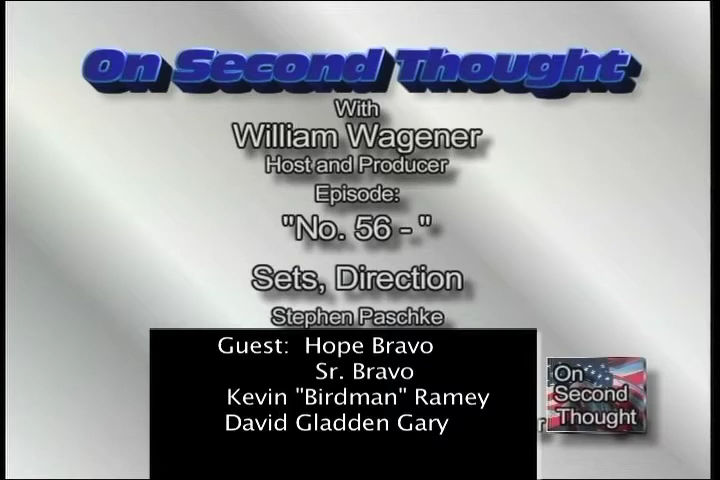 On Second Thought
With
William Wagener
Host and Producer
Episode:
"No. 56 - "
Sets, Direction
Stephen Paschke
Guest: Hope Bravo
Sr. Bravo
Kevin "Birdman" Ramey
David Gladden Gary
On
Second
Thought